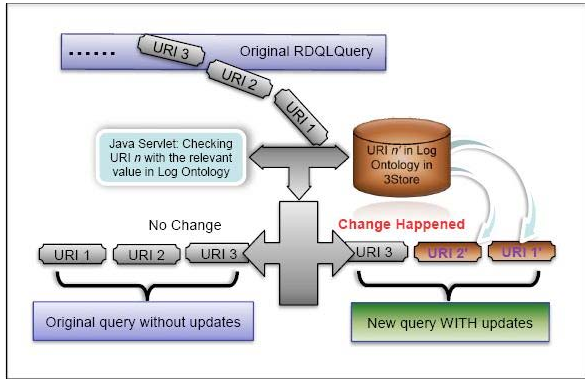 ...... URI 3 Original RDQLQuery
URI 2
URI 1
Java Servlet: Checking
URI n with the relevant
value in Log Ontology
URI n' in Log
Ontology in
3Store
No Change
Change Happened
URI 1 URI 2 URI 3
URI 3 URI 2' URI 1'
Original query without updates
New query WITH updates